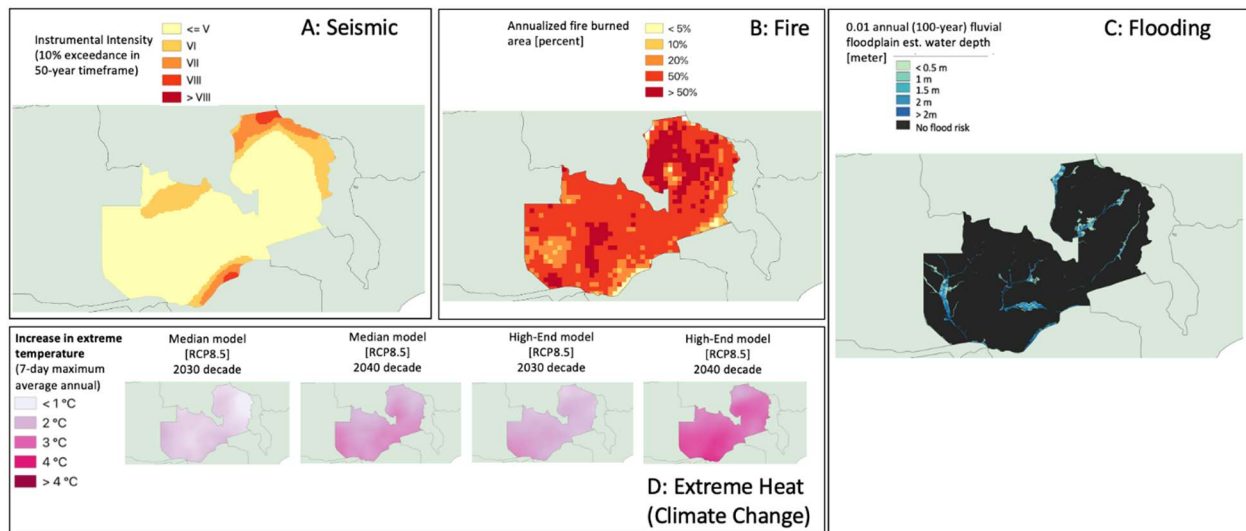 A: Seismic
Instrumental Intensity
(10% exceedance in
50-year timeframe)
<= V
VI
VII
VIII
> VIII
B: Fire
Annualized fire burned
area [percent]
< 5%
10%
20%
50%
> 50%
C: Flooding
0.01 annual (100-year) fluvial
floodplain est. water depth
[meter]
< 0.5 m
1 m
1.5 m
2 m
> 2m
No flood risk
Increase in extreme
temperature
(7-day maximum
average annual)
< 1 °C
2 °C
3 °C
4 °C
> 4 °C
Median model
[RCP8.5]
2030 decade
Median model
[RCP8.5]
2040 decade
High-End model
[RCP8.5]
2030 decade
High-End model
[RCP8.5]
2040 decade
D: Extreme Heat
(Climate Change)